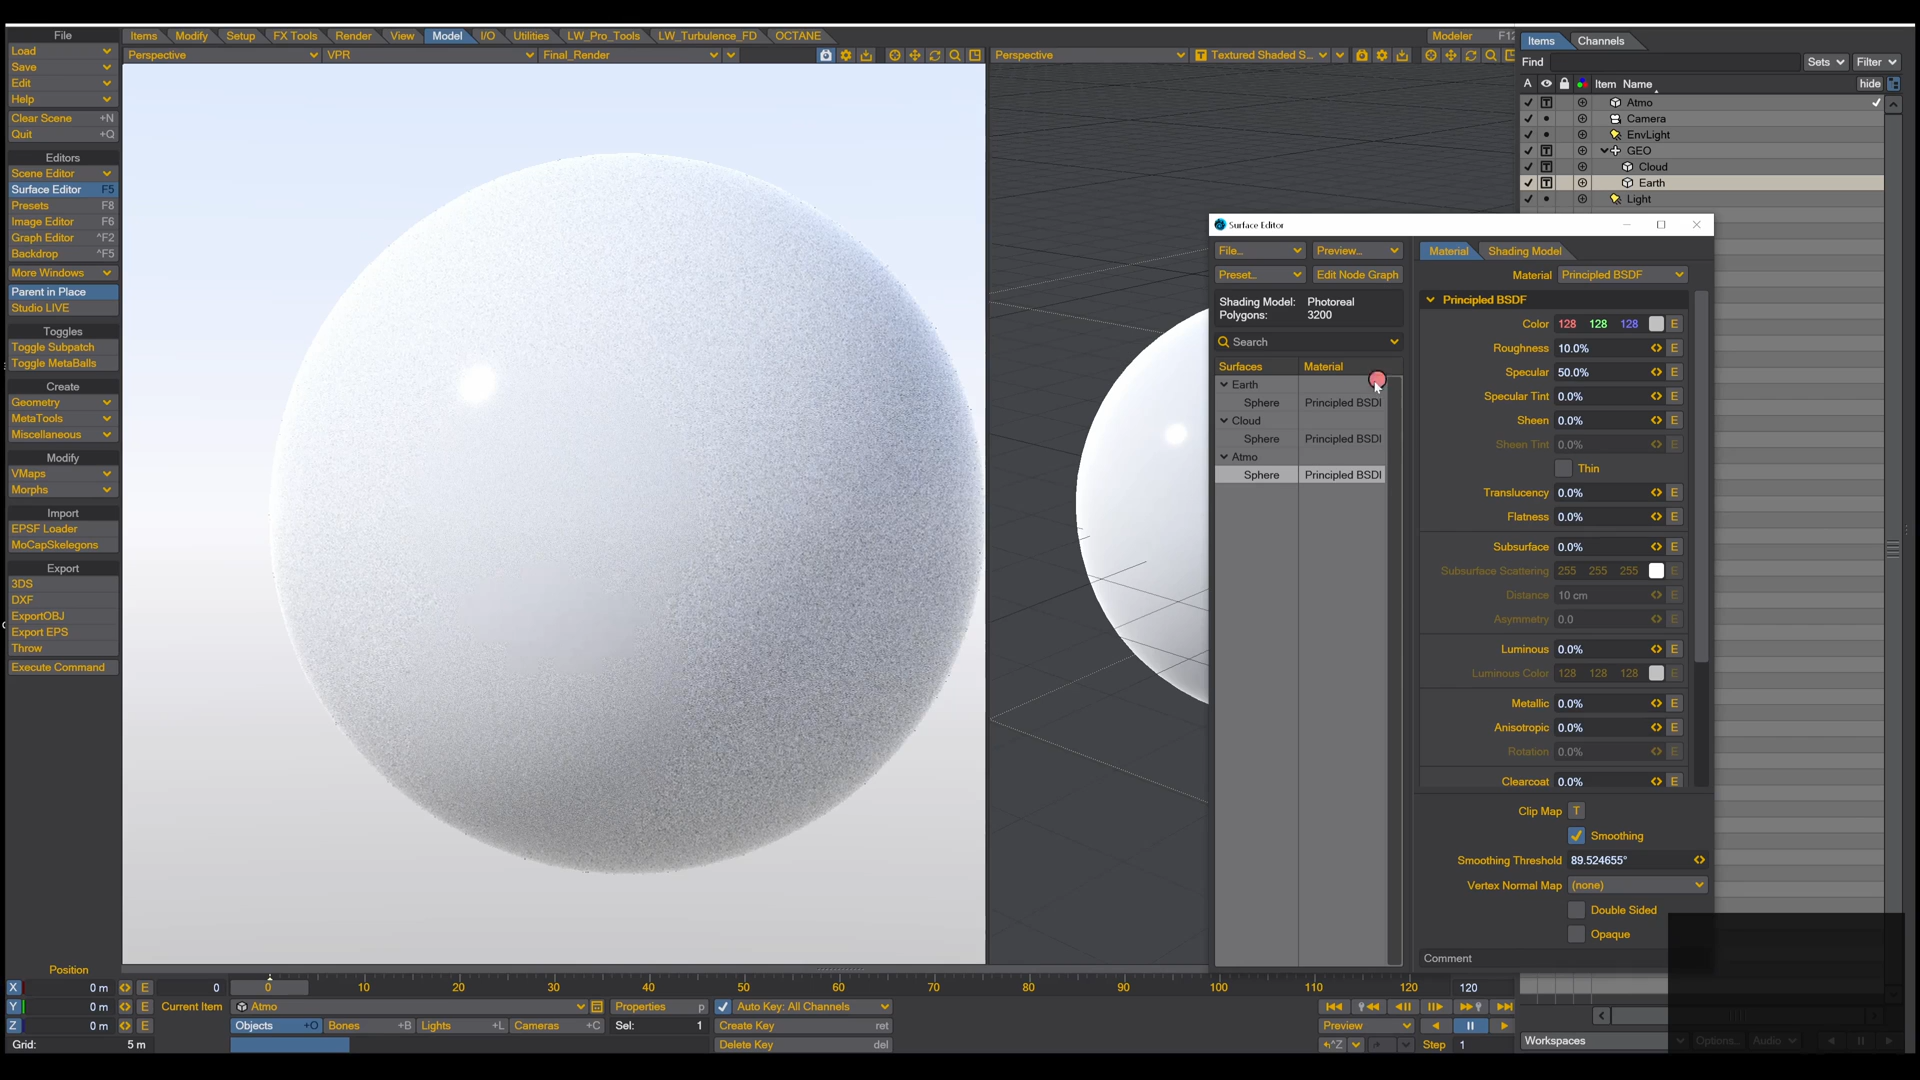 File
Load
Save
Edit
Help
Clear Scene +N
Quit +Q
Editors
Scene Editor
Surface Editor F5
Presets F8
Image Editor F6
Graph Editor ^F2
Backdrop ^F5
More Windows
Parent in Place
Studio LIVE
Toggles
Toggle Subpatch
Toggle MetaBalls
Create
Geometry
MetaTools
Miscellaneous
Modify
VMaps
Morphs
Import
EPSF Loader
MoCapSkelegons
Export
3DS
DXF
ExportOBJ
Export EPS
Throw
Execute Command
Items Modify Setup FX Tools Render View Model I/O Utilities LW_Pro_Tools LW_Turbulence_FD OCTANE
Modeler F12
Perspective VPR Final_Render
Perspective Textured Shaded S...
Items Channels
Find Sets Filter
A Item Name hide
Atmo
Camera
EnvLight
GEO
Cloud
Earth
Light
Surface Editor
File... Preview...
Preset... Edit Node Graph
Shading Model: Photoreal
Polygons: 3200
Search
Surfaces Material
Earth
Sphere Principled BSDI
Cloud
Sphere Principled BSDI
Atmo
Sphere Principled BSDI
Material Shading Model
Material Principled BSDF
Principled BSDF
Color 128 128 128 E
Roughness 10.0% E
Specular 50.0% E
Specular Tint 0.0% E
Sheen 0.0% E
Sheen Tint 0.0% E
Thin
Translucency 0.0% E
Flatness 0.0% E
Subsurface 0.0% E
Subsurface Scattering 255 255 255 E
Distance 10 cm E
Asymmetry 0.0 E
Luminous 0.0% E
Luminous Color 128 128 128 E
Metallic 0.0% E
Anisotropic 0.0% E
Rotation 0.0% E
Clearcoat 0.0% E
Clip Map T
Smoothing
Smoothing Threshold 89.524655°
Vertex Normal Map (none)
Double Sided
Opaque
Comment
Position
X 0 m E
Y 0 m E
Z 0 m E
Grid: 5 m
0 0 10 20 30 40 50 60 70 80 90 100 110 120 120
Current Item Atmo Properties p Auto Key: All Channels
Objects +O Bones +B Lights +L Cameras +C Sel: 1 Create Key ret
Delete Key del
Preview
^Z Step 1
Workspaces Options... Audio